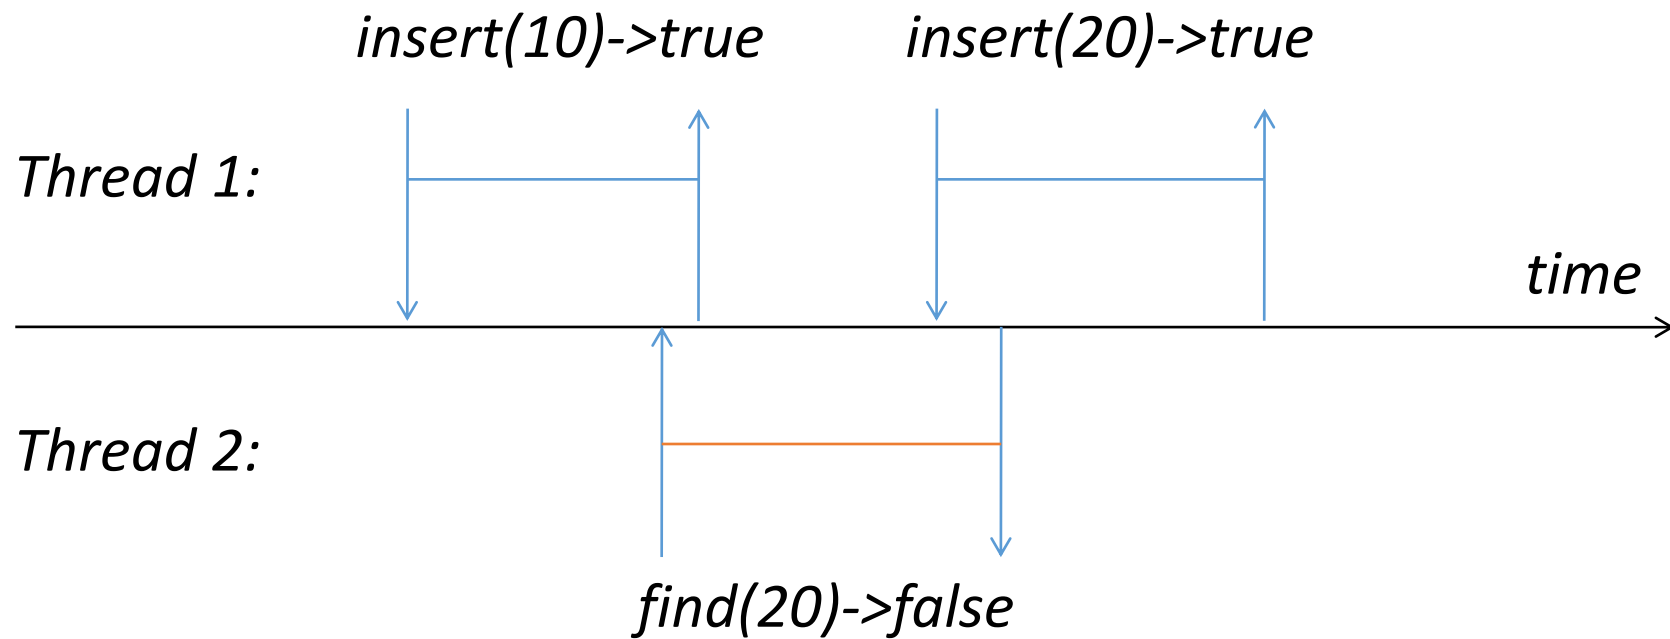 insert(10)->true insert(20)->true
Thread 1:
time
Thread 2:
find(20)->false